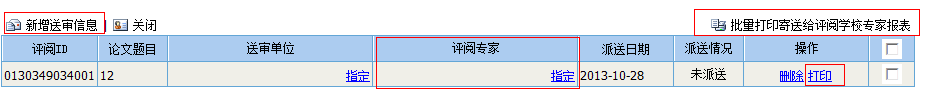 新增送审信息 关闭 批量打印寄送给评阅学校专家报表
评阅ID 论文题目 送审单位 评阅专家 派送日期 派送情况 操作
0130349034001 12 指定 指定 2013-10-28 未派送 删除 打印